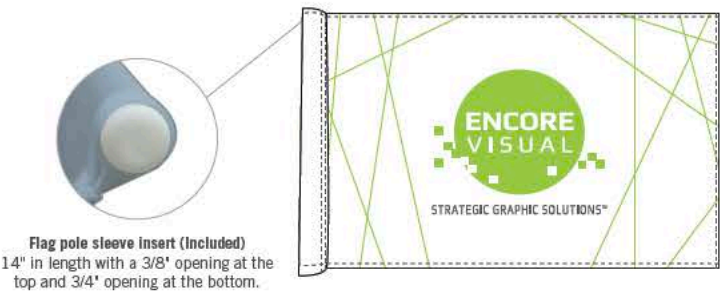 ENCORE
VISUAL
STRATEGIC GRAPHIC SOLUTIONS™
Flag pole sleeve insert (Included)
14" in length with a 3/8" opening at the
top and 3/4" opening at the bottom.